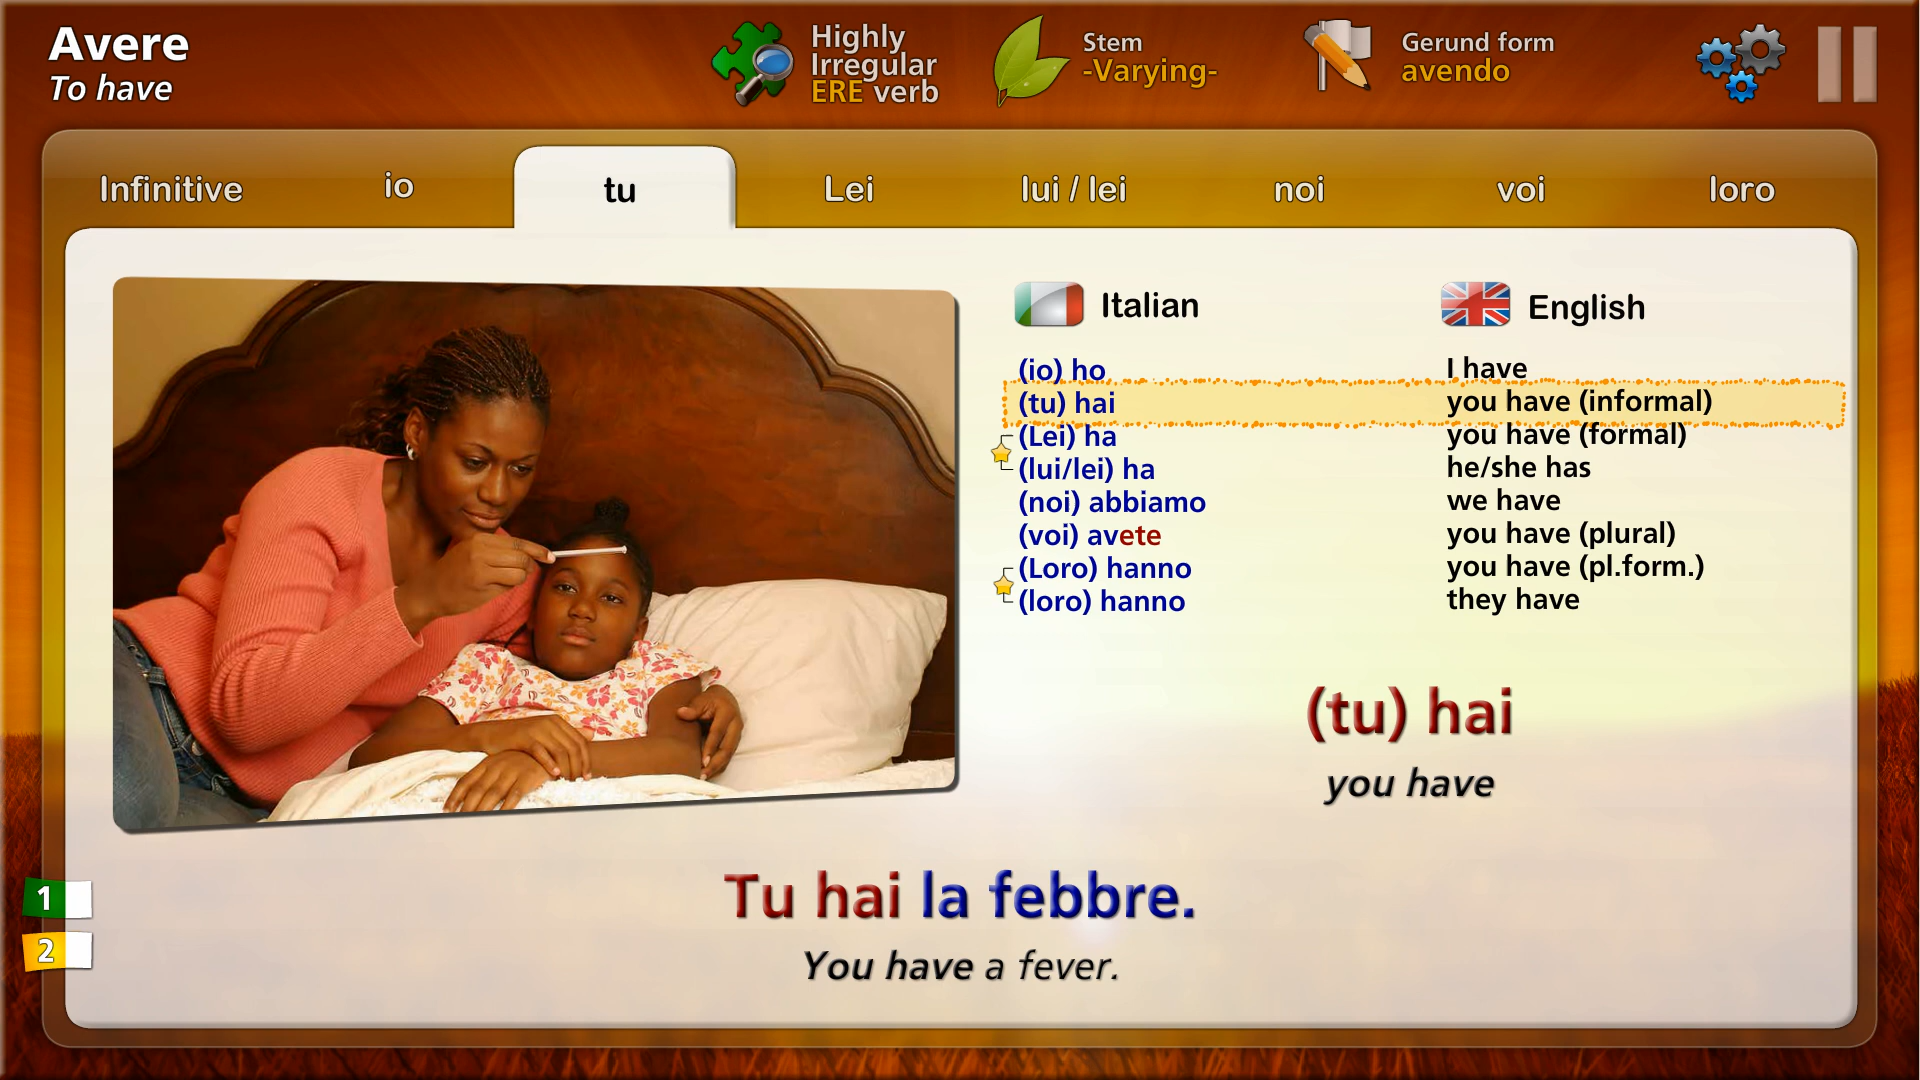 Avere
To have
Highly
Irregular
ERE verb
Stem
-Varying-
Gerund form
avendo
Infinitive
io
tu
Lei
lui / lei
noi
voi
loro
Italian
English
(io) ho
I have
(tu) hai
you have (informal)
(Lei) ha
you have (formal)
(lui/lei) ha
he/she has
(noi) abbiamo
we have
(voi) avete
you have (plural)
(Loro) hanno
you have (pl.form.)
(loro) hanno
they have
(tu) hai
you have
1
2
Tu hai la febbre.
You have a fever.